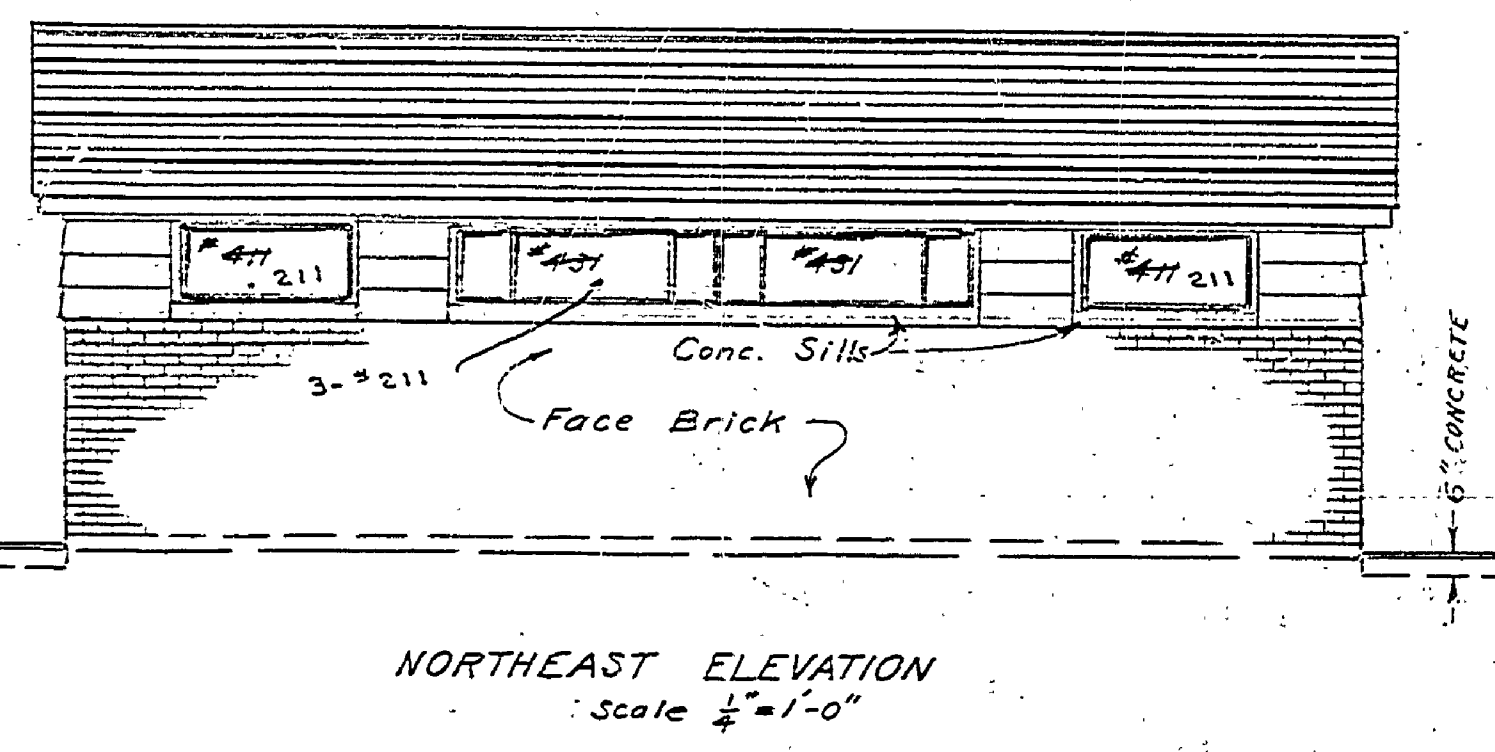 # 411
211
# 431
# 431
# 411 211
Conc. Sills
3-#211
Face Brick
6" CONCRETE
NORTHEAST ELEVATION
Scale 1/4" = 1'-0"